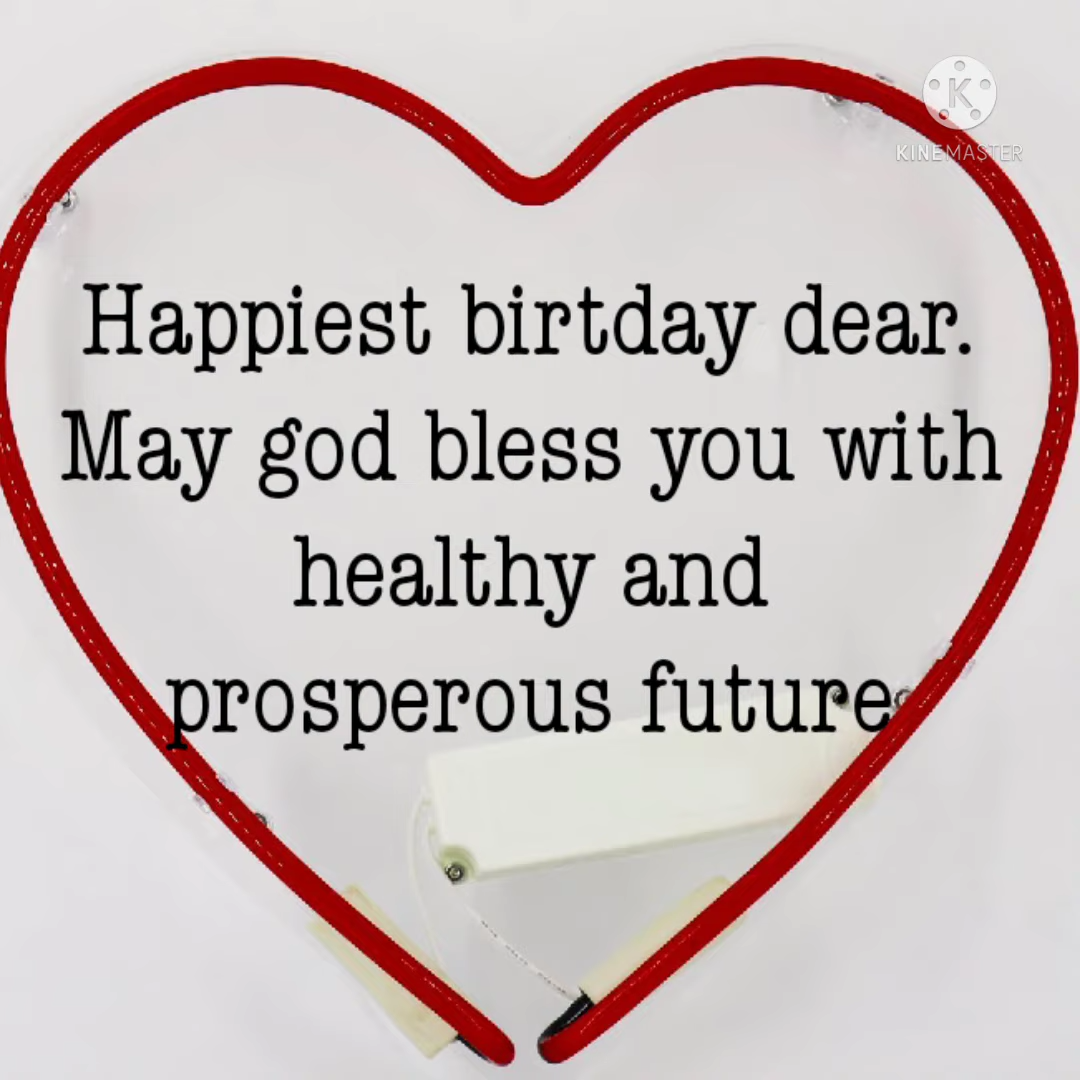 K
KINEMASTER
Happiest birtday dear.
May god bless you with
healthy and
prosperous future